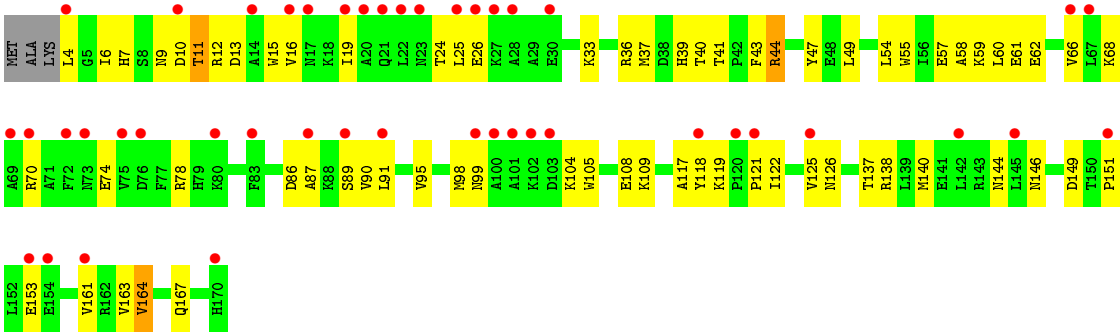 MET ALA LYS L4 G5 I6 H7 S8 N9 D10 T11 R12 D13 A14 W15 V16 N17 K18 I19 A20 Q21 L22 N23 T24 L25 E26 K27 A28 A29 E30 K33 R36 M37 D38 H39 T40 T41 P42 F43 R44 Y47 E48 L49 L54 W55 I56 E57 A58 K59 L60 E61 E62 V66 L67 K68
A69 R70 A71 F72 N73 E74 V75 D76 F77 R78 H79 K80 F83 D86 A87 K88 S89 V90 L91 V95 M98 N99 A100 A101 K102 D103 K104 W105 E108 K109 A117 Y118 K119 P120 P121 I122 V125 N126 T137 R138 L139 M140 E141 L142 R143 N144 L145 N146 D149 T150 P151
L152 E153 E154 V161 R162 V163 V164 Q167 H170